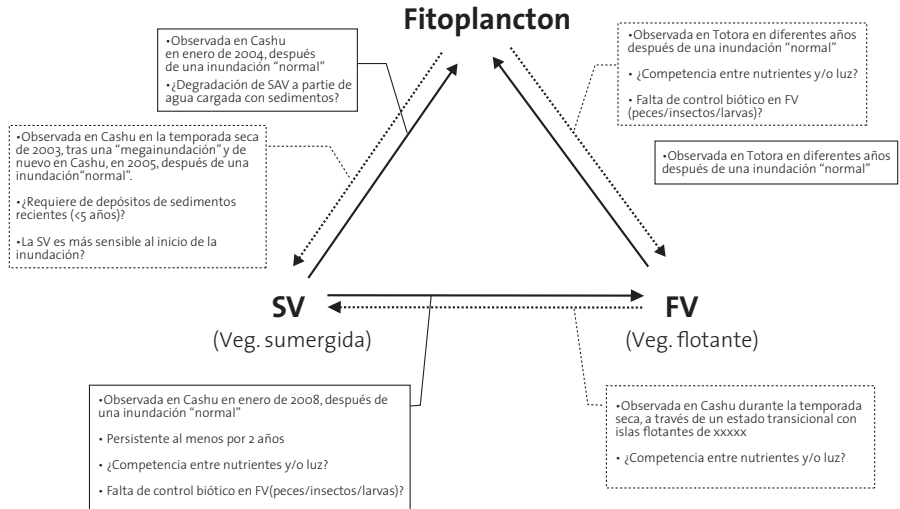 Fitoplancton
•Observada en Cashu
en enero de 2004, después
de una inundación “normal”
•¿Degradación de SAV a partie de
agua cargada con sedimentos?
•Observada en Totora en diferentes años
después de una inundación “normal”
• ¿Competencia entre nutrientes y/o luz?
• Falta de control biótico en FV
(peces/insectos/larvas)?
•Observada en Cashu en la temporada seca
de 2003, tras una “megainundación” y de
nuevo en Cashu, en 2005, después de una
inundación“normal”.
•¿Requiere de depósitos de sedimentos
recientes (<5 años)?
•La SV es más sensible al inicio de la
inundación?
•Observada en Totora en diferentes años
después de una inundación “normal”
SV
(Veg. sumergida)
FV
(Veg. flotante)
•Observada en Cashu en enero de 2008, después de
una inundación “normal”
• Persistente al menos por 2 años
• ¿Competencia entre nutrientes y/o luz?
• Falta de control biótico en FV(peces/insectos/larvas)?
•Observada en Cashu durante la temporada
seca, a través de un estado transicional con
islas flotantes de xxxxx
• ¿Competencia entre nutrientes y/o luz?